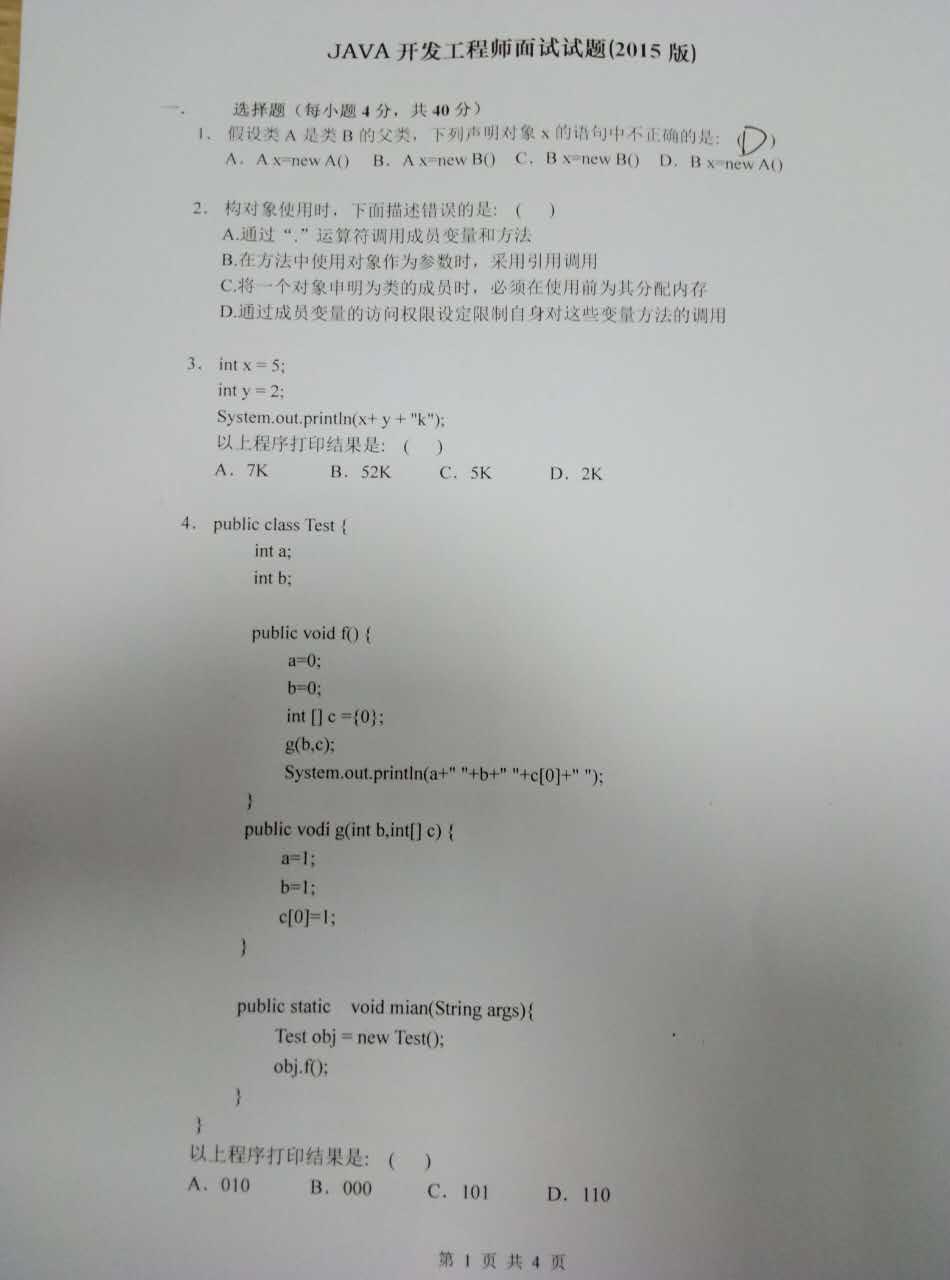 JAVA 开发工程师面试试题(2015 版)
一. 选择题（每小题 4 分，共 40 分）
1. 假设类 A 是类 B 的父类，下列声明对象 x 的语句中不正确的是:（D）
A. A x=new A() B. A x=new B() C. B x=new B() D. B x=new A()
2. 构对象使用时，下面描述错误的是:（ ）
A.通过“.”运算符调用成员变量和方法
B.在方法中使用对象作为参数时，采用引用调用
C.将一个对象申明为类的成员时，必须在使用前为其分配内存
D.通过成员变量的访问权限设定限制自身对这些变量方法的调用
3. int x = 5;
int y = 2;
System.out.println(x+ y + "k");
以上程序打印结果是:（ ）
A. 7K B. 52K C. 5K D. 2K
4. public class Test {
int a;
int b;
public void f() {
a=0;
b=0;
int [] c ={0};
g(b,c);
System.out.println(a+" "+b+" "+c[0]+" ");
}
public vodi g(int b,int[] c) {
a=1;
b=1;
c[0]=1;
}
public static void mian(String args){
Test obj = new Test();
obj.f();
}
}
以上程序打印结果是:（ ）
A. 010 B. 000 C. 101 D. 110
第 1 页 共 4 页